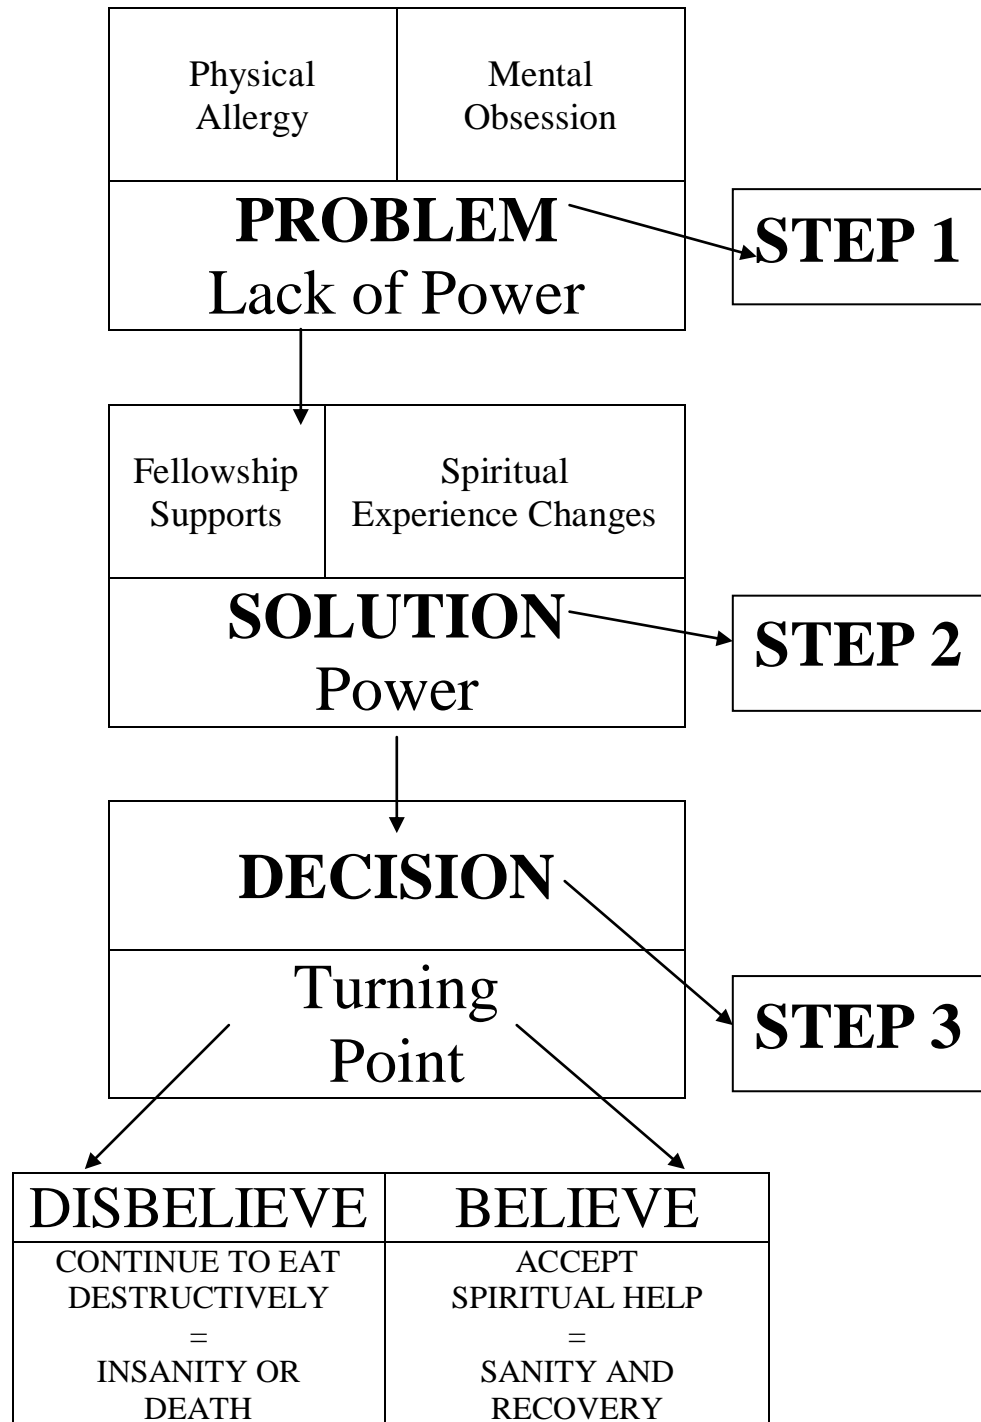 Physical
Allergy
Mental
Obsession
PROBLEM
Lack of Power
STEP 1
Fellowship
Supports
Spiritual
Experience Changes
SOLUTION
Power
STEP 2
DECISION
Turning
Point
STEP 3
DISBELIEVE
CONTINUE TO EAT
DESTRUCTIVELY
=
INSANITY OR
DEATH
BELIEVE
ACCEPT
SPIRITUAL HELP
=
SANITY AND
RECOVERY